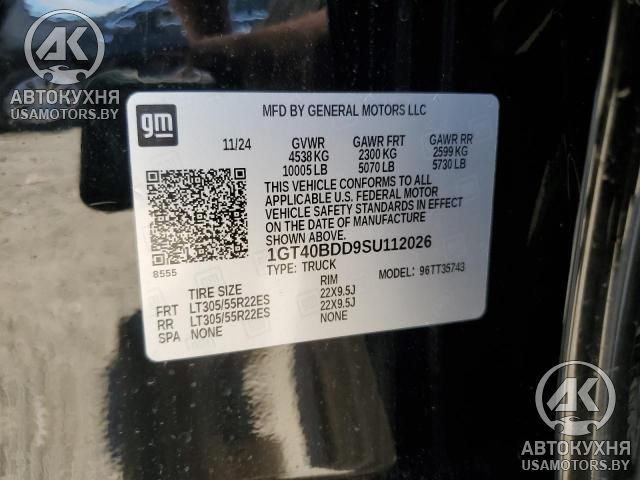 AK
АВТОКУХНЯ
USAMOTORS.BY
gm
MFD BY GENERAL MOTORS LLC
11/24 GVWR GAWR FRT GAWR RR
4538 KG 2300 KG 2599 KG
10005 LB 5070 LB 5730 LB
THIS VEHICLE CONFORMS TO ALL
APPLICABLE U.S. FEDERAL MOTOR
VEHICLE SAFETY STANDARDS IN EFFECT
ON THE DATE OF MANUFACTURE
SHOWN ABOVE.
1GT40BDD9SU112026
8555
TYPE: TRUCK MODEL: 96TT35743
TIRE SIZE RIM
FRT LT305/55R22ES 22X9.5J
RR LT305/55R22ES 22X9.5J
SPA NONE NONE
AK
АВТОКУХНЯ
USAMOTORS.BY